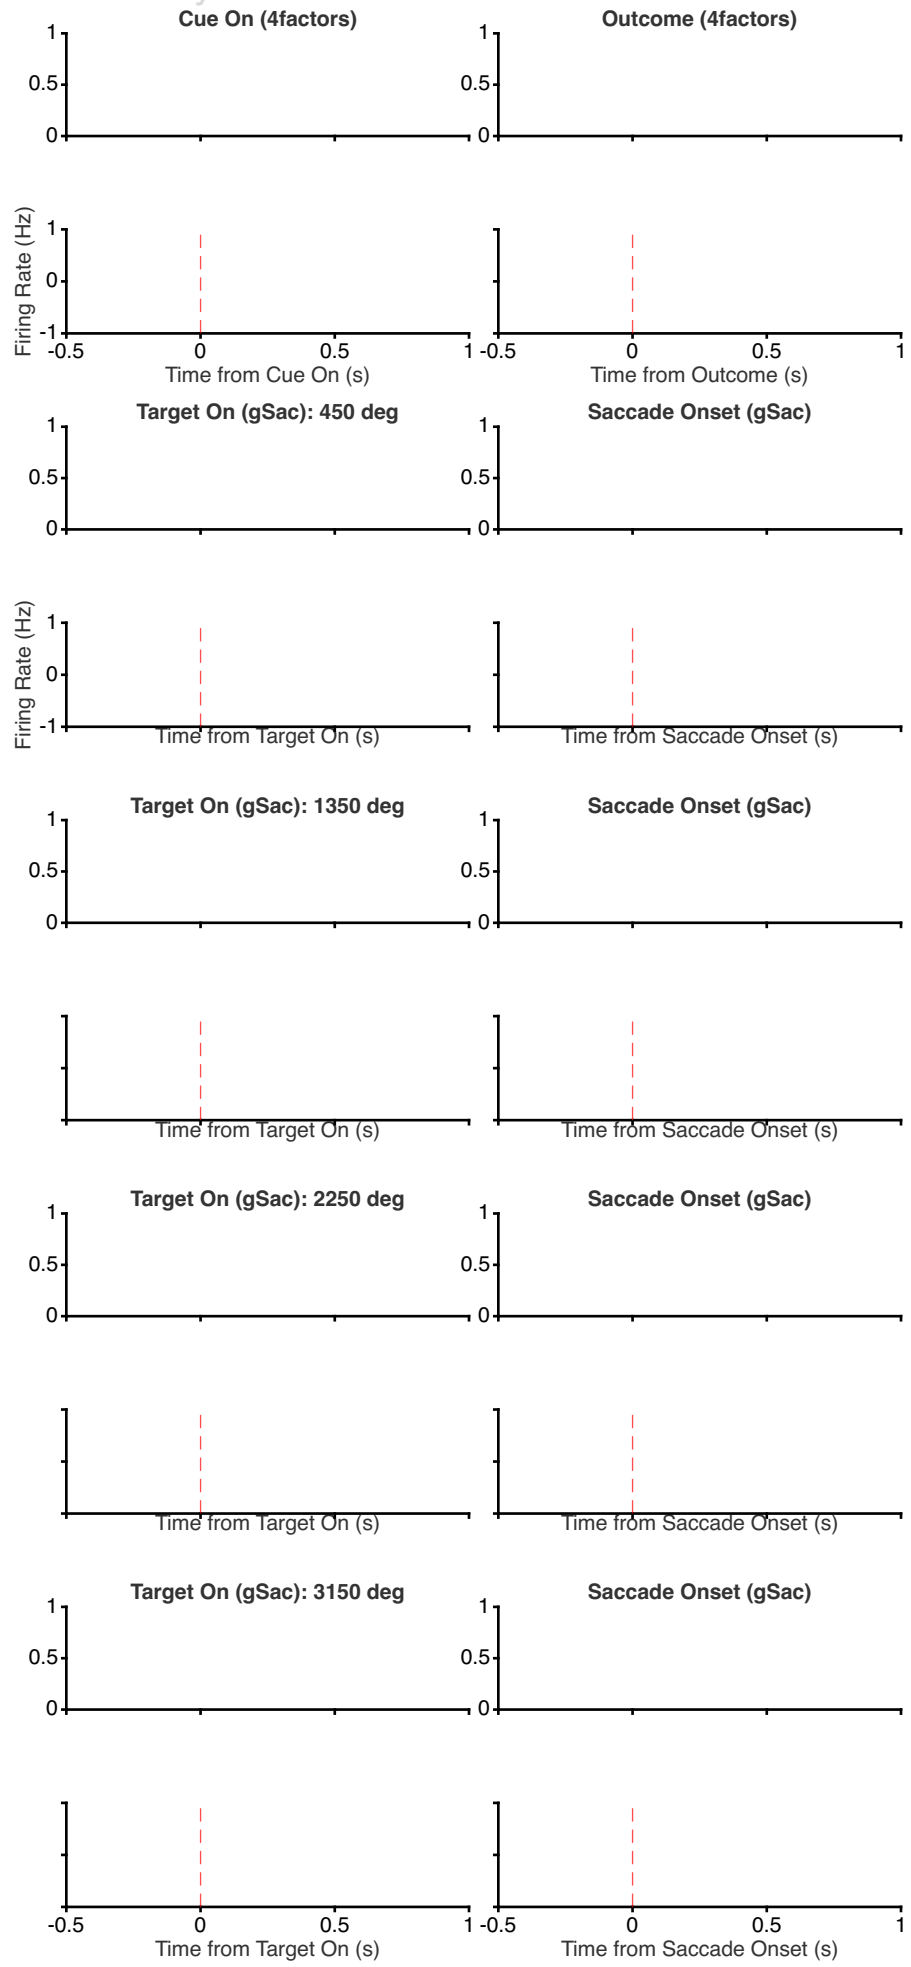 Cue On (4factors) Outcome (4factors)
1 1
0.5 0.5
0 0
Firing Rate (Hz)
1
0
-1
-0.5 0 0.5 1 -0.5 0 0.5 1
Time from Cue On (s) Time from Outcome (s)
Target On (gSac): 450 deg Saccade Onset (gSac)
1 1
0.5 0.5
0 0
Firing Rate (Hz)
1
0
-1
Time from Target On (s) Time from Saccade Onset (s)
Target On (gSac): 1350 deg Saccade Onset (gSac)
1 1
0.5 0.5
0 0
Time from Target On (s) Time from Saccade Onset (s)
Target On (gSac): 2250 deg Saccade Onset (gSac)
1 1
0.5 0.5
0 0
Time from Target On (s) Time from Saccade Onset (s)
Target On (gSac): 3150 deg Saccade Onset (gSac)
1 1
0.5 0.5
0 0
-0.5 0 0.5 1 -0.5 0 0.5 1
Time from Target On (s) Time from Saccade Onset (s)